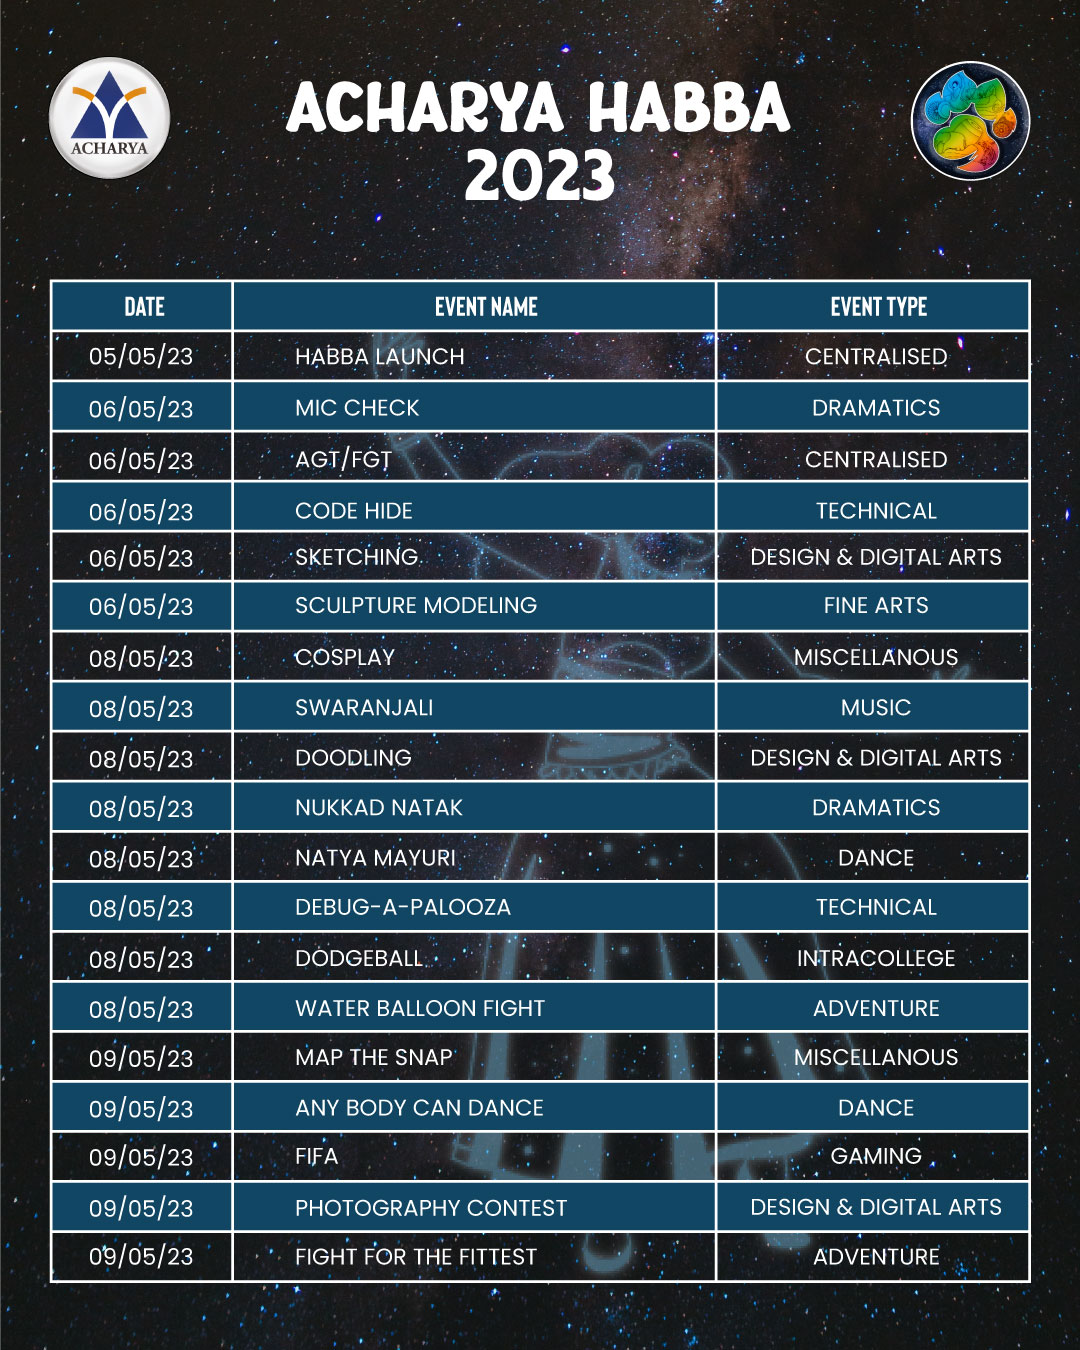 ACHARYA
ACHARYA HABBA
2023
DATE EVENT NAME EVENT TYPE
05/05/23 HABBA LAUNCH CENTRALISED
06/05/23 MIC CHECK DRAMATICS
06/05/23 AGT/FGT CENTRALISED
06/05/23 CODE HIDE TECHNICAL
06/05/23 SKETCHING DESIGN & DIGITAL ARTS
06/05/23 SCULPTURE MODELING FINE ARTS
08/05/23 COSPLAY MISCELLANOUS
08/05/23 SWARANJALI MUSIC
08/05/23 DOODLING DESIGN & DIGITAL ARTS
08/05/23 NUKKAD NATAK DRAMATICS
08/05/23 NATYA MAYURI DANCE
08/05/23 DEBUG-A-PALOOZA TECHNICAL
08/05/23 DODGEBALL INTRACOLLEGE
08/05/23 WATER BALLOON FIGHT ADVENTURE
09/05/23 MAP THE SNAP MISCELLANOUS
09/05/23 ANY BODY CAN DANCE DANCE
09/05/23 FIFA GAMING
09/05/23 PHOTOGRAPHY CONTEST DESIGN & DIGITAL ARTS
09/05/23 FIGHT FOR THE FITTEST ADVENTURE